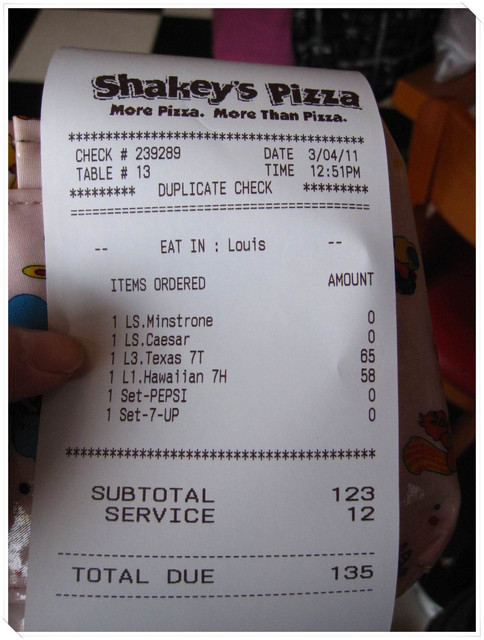 Shakey's Pizza
More Pizza. More Than Pizza.
****************************************
CHECK # 239289 DATE 3/04/11
TABLE # 13 TIME 12:51PM
********* DUPLICATE CHECK *********
========================================
-- EAT IN : Louis --
ITEMS ORDERED AMOUNT
1 LS.Minstrone 0
1 LS.Caesar 0
1 L3.Texas 7T 65
1 L1.Hawaiian 7H 58
1 Set-PEPSI 0
1 Set-7-UP 0
****************************************
SUBTOTAL 123
SERVICE 12
----------------------------------------
TOTAL DUE 135
----------------------------------------